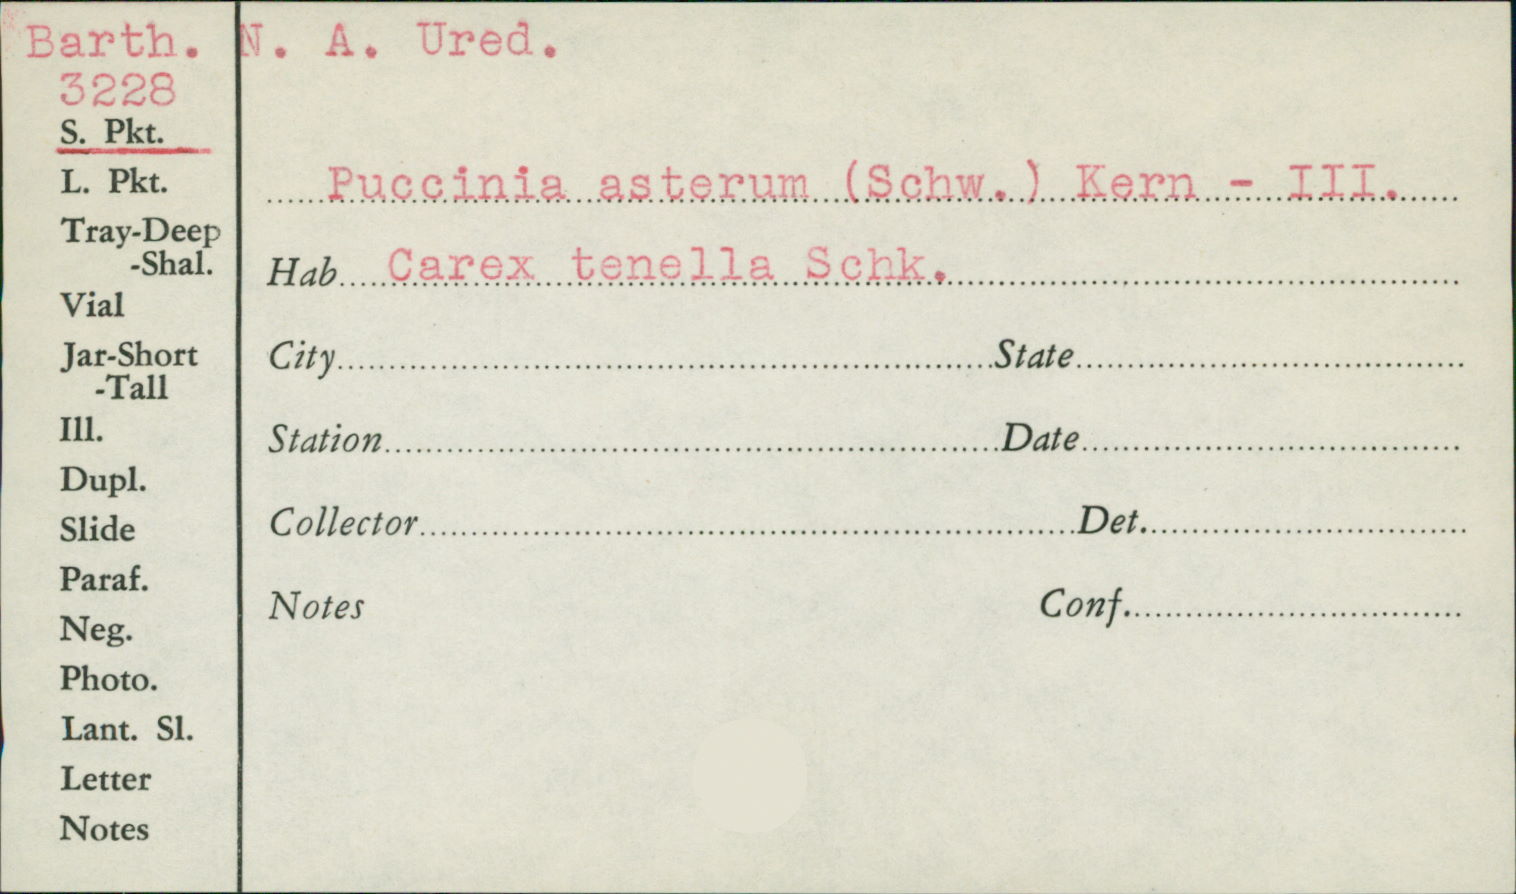 Barth. N. A. Ured.
3228
S. Pkt.
L. Pkt.
Tray-Deep
-Shal.
Vial
Jar-Short
-Tall
Ill.
Dupl.
Slide
Paraf.
Neg.
Photo.
Lant. Sl.
Letter
Notes
Puccinia asterum (Schw.) Kern - III.
Hab Carex tenella Schk.
City State
Station Date
Collector Det.
Notes Conf.